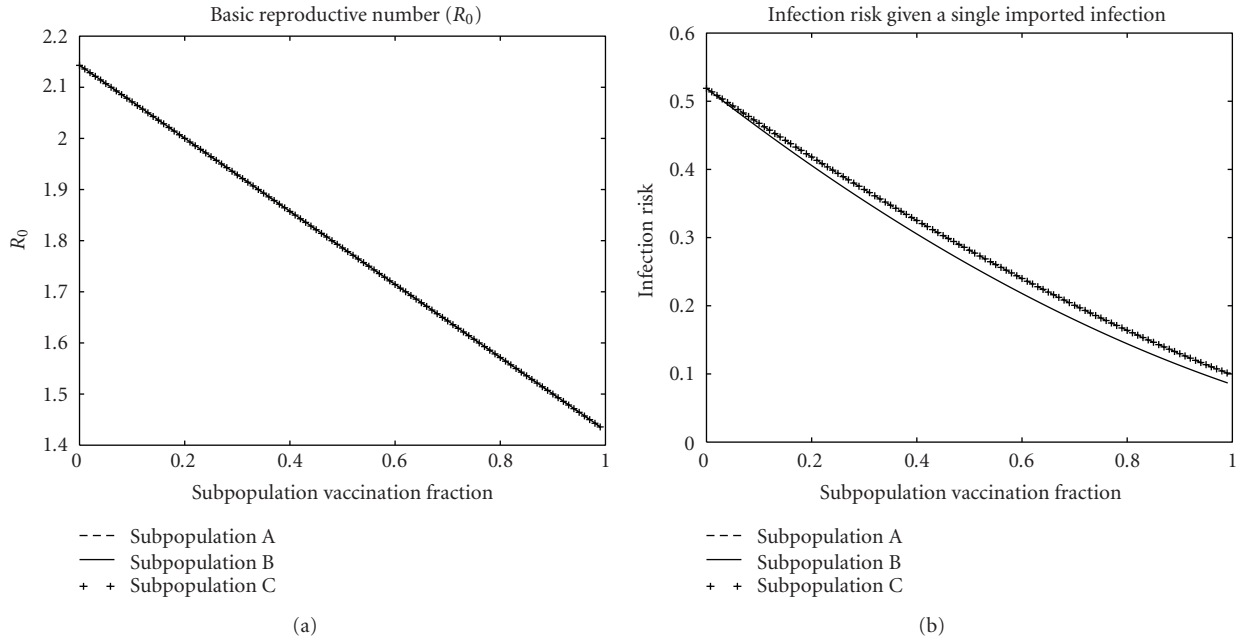 Basic reproductive number (R0)
2.2
2.1
2
1.9
1.8
1.7
1.6
1.5
1.4
R0
0
0.2
0.4
0.6
0.8
1
Subpopulation vaccination fraction
Subpopulation A
Subpopulation B
Subpopulation C
(a)
Infection risk given a single imported infection
0.6
0.5
0.4
0.3
0.2
0.1
0
Infection risk
0
0.2
0.4
0.6
0.8
1
Subpopulation vaccination fraction
Subpopulation A
Subpopulation B
Subpopulation C
(b)